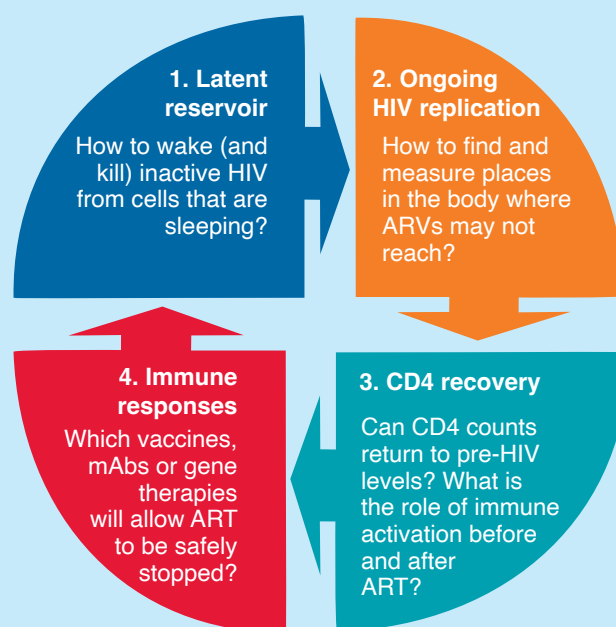 1. Latent
reservoir
How to wake (and
kill) inactive HIV
from cells that are
sleeping?
2. Ongoing
HIV replication
How to find and
measure places
in the body where
ARVs may not
reach?
3. CD4 recovery
Can CD4 counts
return to pre-HIV
levels? What is
the role of immune
activation before
and after
ART?
4. Immune
responses
Which vaccines,
mAbs or gene
therapies
will allow ART
to be safely
stopped?